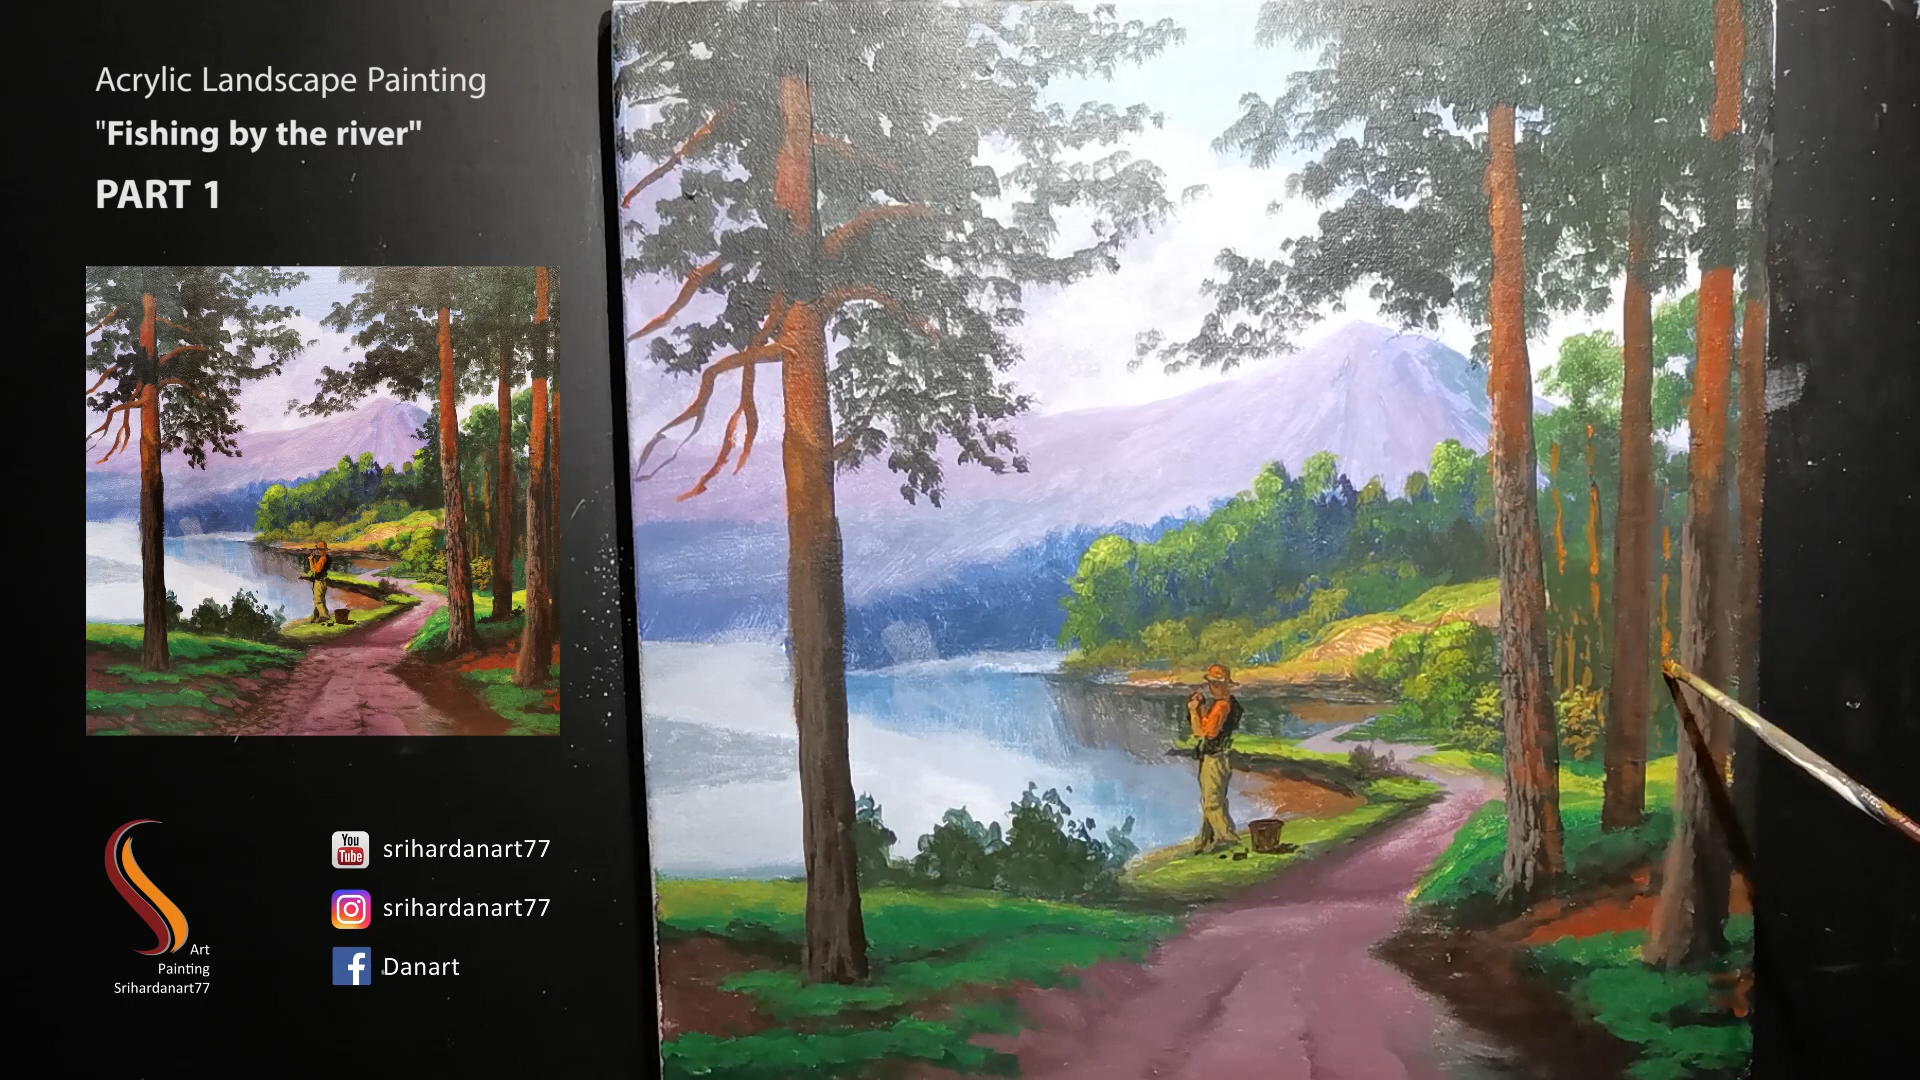 Acrylic Landscape Painting
"Fishing by the river"
PART 1
Art
Painting
Srihardanart77
You
Tube
srihardanart77
srihardanart77
Danart